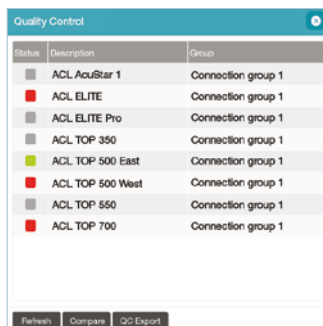 Quality Control
Status Description Group
ACL AcuStar 1 Connection group 1
ACL ELITE Connection group 1
ACL ELITE Pro Connection group 1
ACL TOP 350 Connection group 1
ACL TOP 500 East Connection group 1
ACL TOP 500 West Connection group 1
ACL TOP 550 Connection group 1
ACL TOP 700 Connection group 1
Refresh Compare QC Export